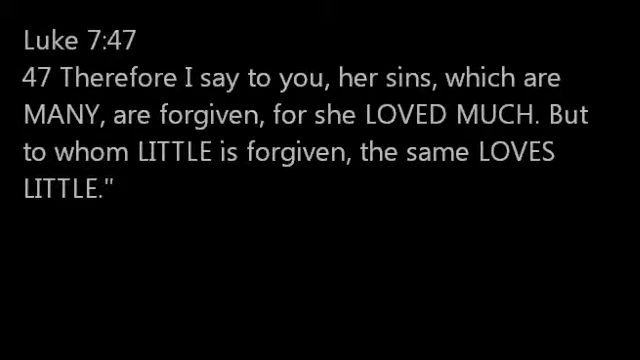 Luke 7:47
47 Therefore I say to you, her sins, which are
MANY, are forgiven, for she LOVED MUCH. But
to whom LITTLE is forgiven, the same LOVES
LITTLE."